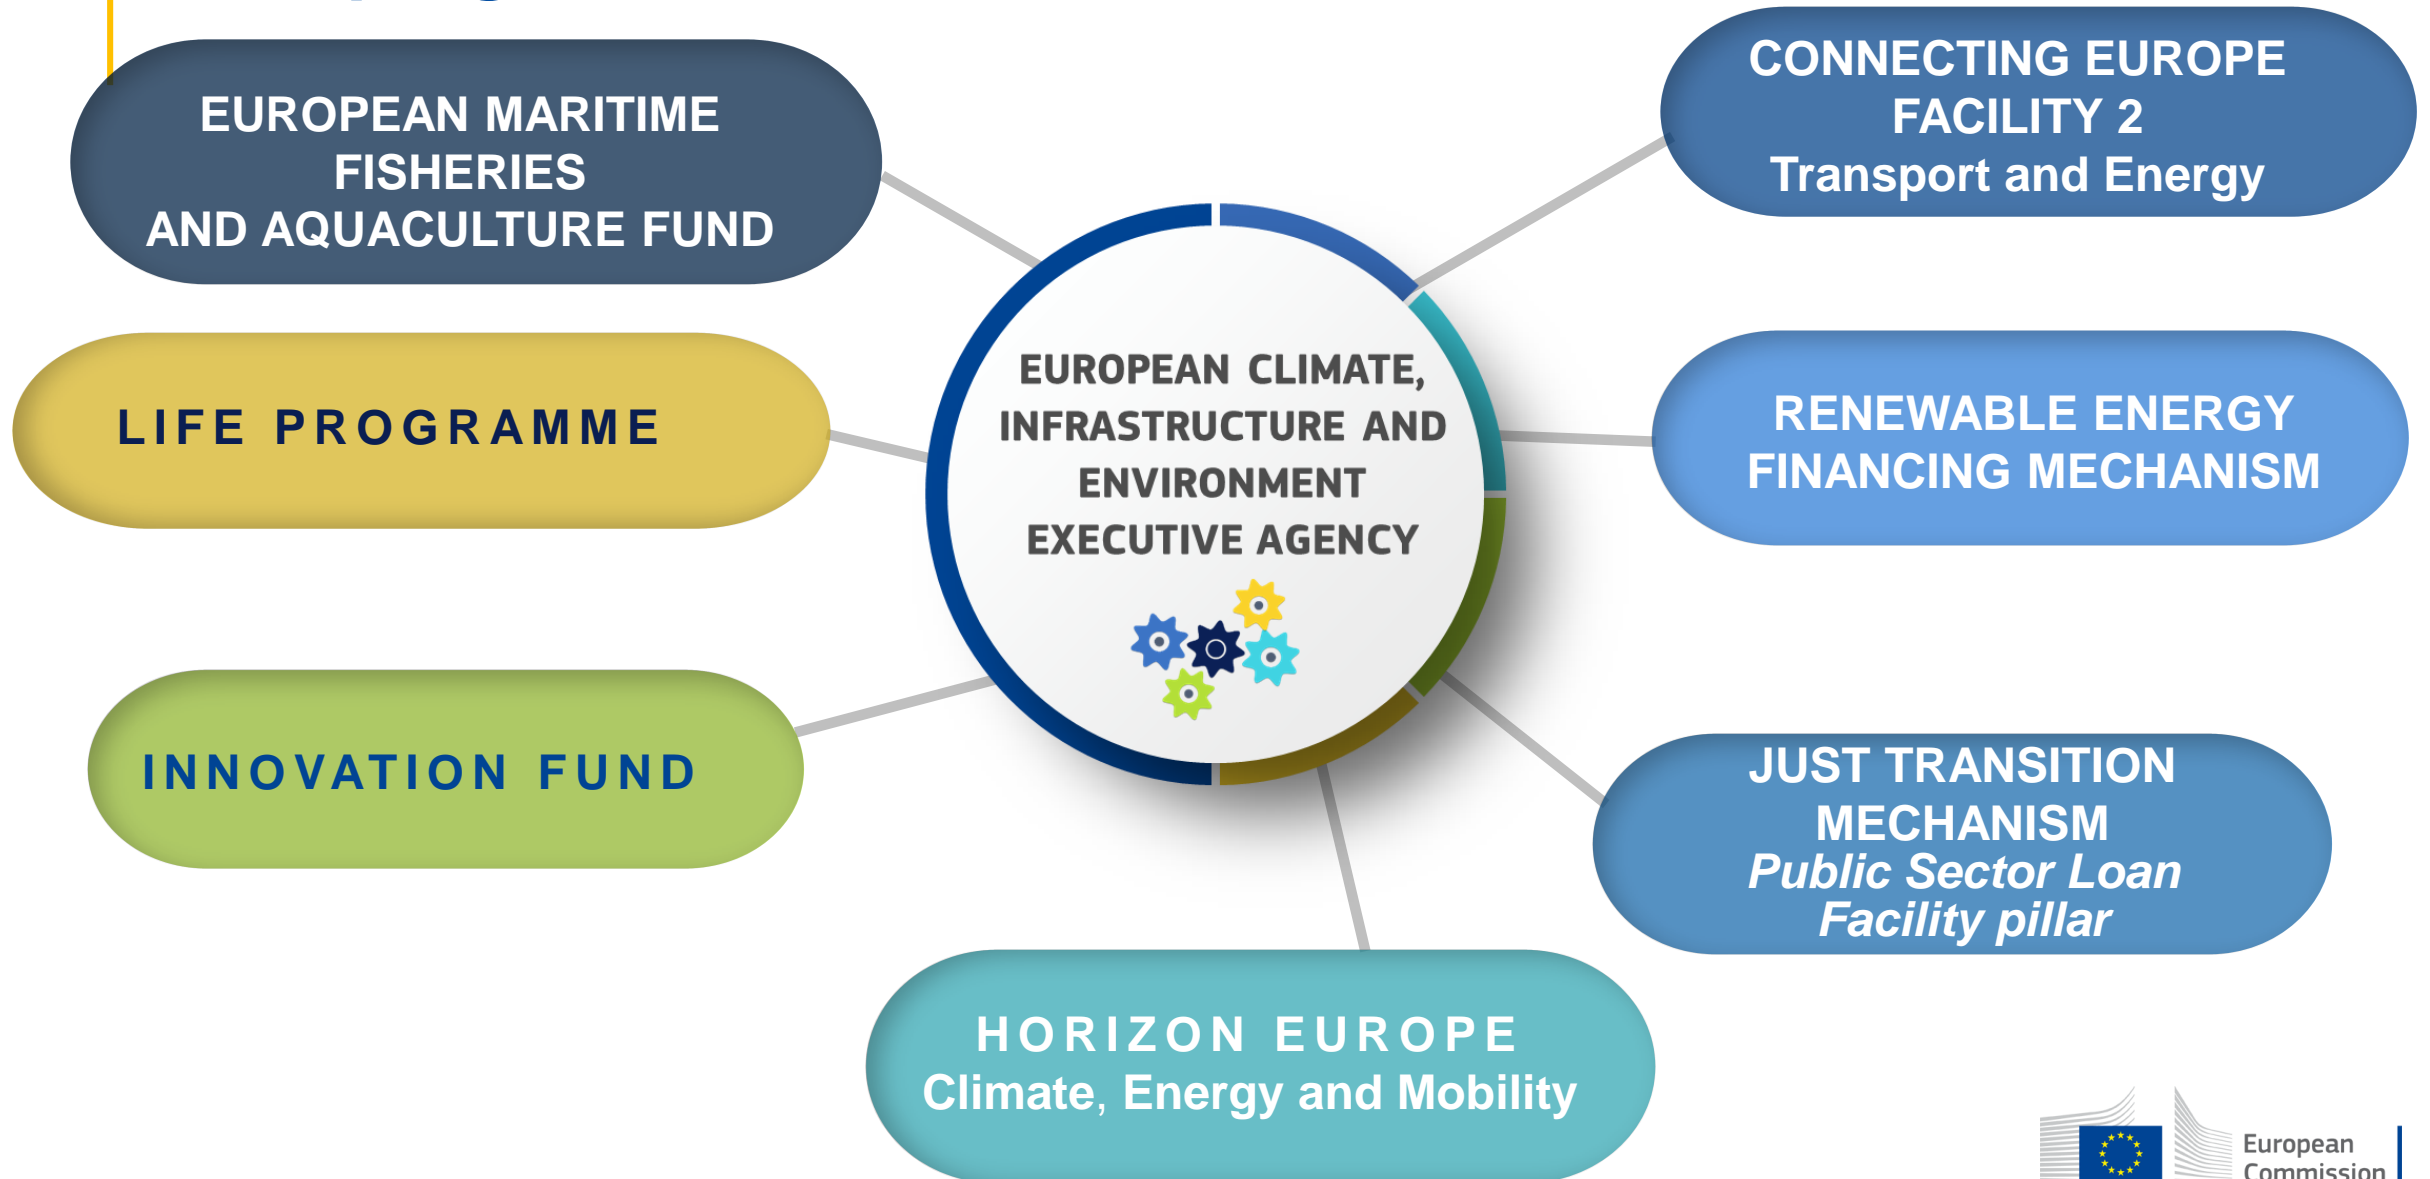 EUROPEAN MARITIME
FISHERIES
AND AQUACULTURE FUND
LIFE PROGRAMME
INNOVATION FUND
EUROPEAN CLIMATE,
INFRASTRUCTURE AND
ENVIRONMENT
EXECUTIVE AGENCY
CONNECTING EUROPE
FACILITY 2
Transport and Energy
RENEWABLE ENERGY
FINANCING MECHANISM
JUST TRANSITION
MECHANISM
Public Sector Loan
Facility pillar
HORIZON EUROPE
Climate, Energy and Mobility
European
Commission